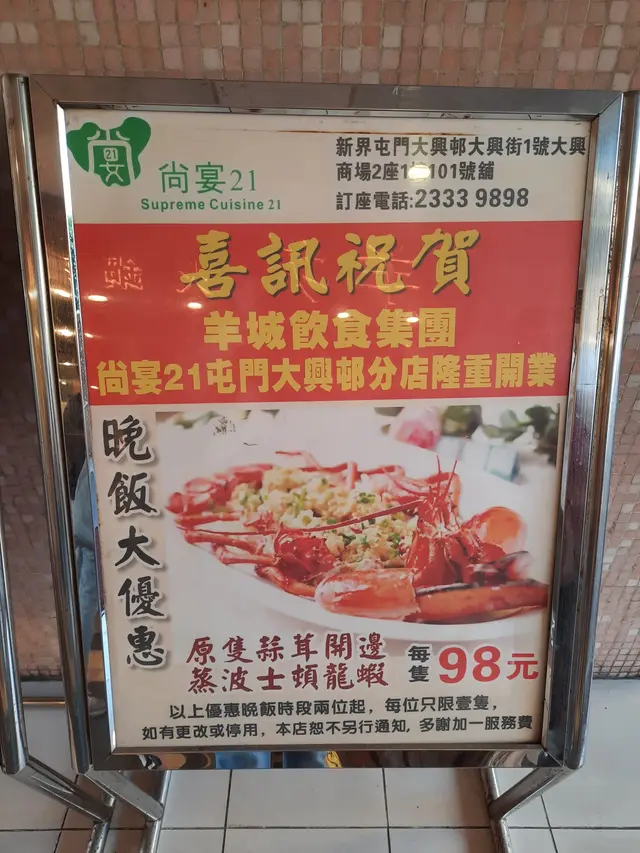 尚宴21
Supreme Cuisine 21
新界屯門大興邨大興街1號大興
商場2座1 101號舖
訂座電話:2333 9898
喜訊祝賀
羊城飲食集團
尚宴21屯門大興邨分店隆重開業
晚飯大優惠
原隻蒜茸開邊
蒸波士頓龍蝦
每隻98元
以上優惠晚飯時段兩位起，每位只限壹隻，
如有更改或停用，本店恕不另行通知，多謝加一服務費